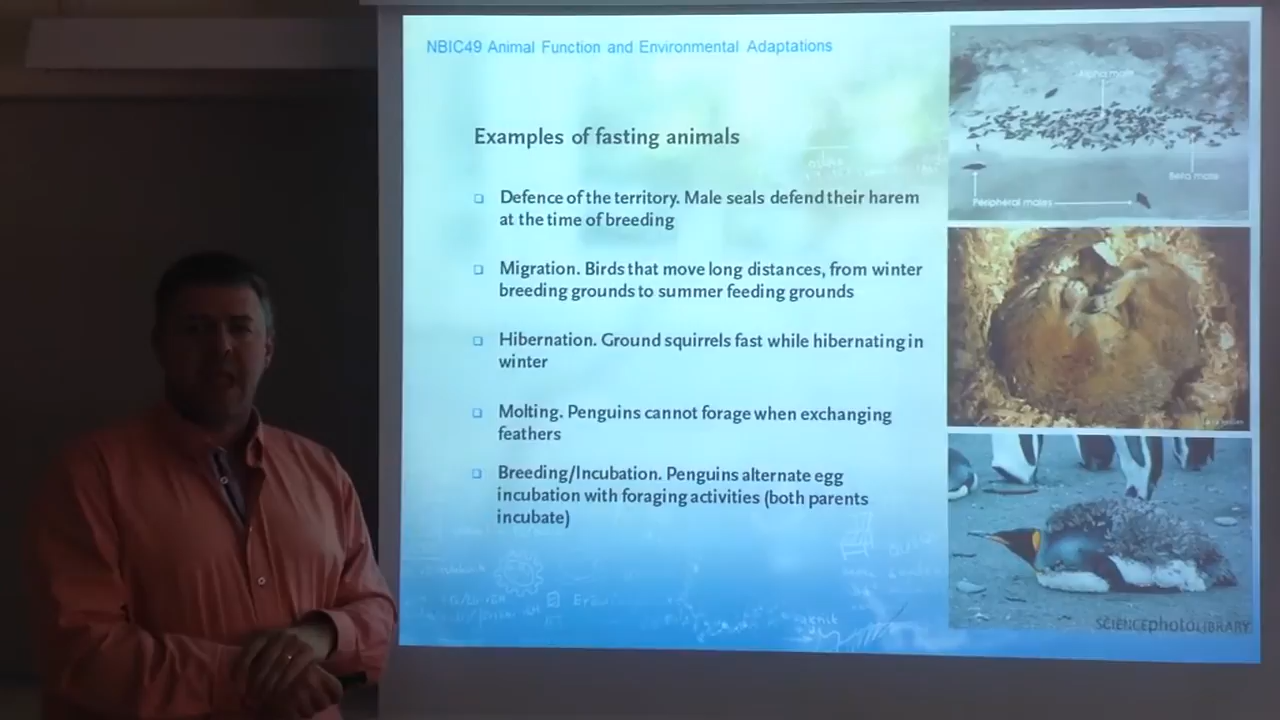 NBIC49 Animal Function and Environmental Adaptations
Examples of fasting animals
Defence of the territory. Male seals defend their harem
at the time of breeding
Migration. Birds that move long distances, from winter
breeding grounds to summer feeding grounds
Hibernation. Ground squirrels fast while hibernating in
winter
Molting. Penguins cannot forage when exchanging
feathers
Breeding/Incubation. Penguins alternate egg
incubation with foraging activities (both parents
incubate)
Alpha male
Beta male
Peripheral males
SCIENCEphotoLIBRARY